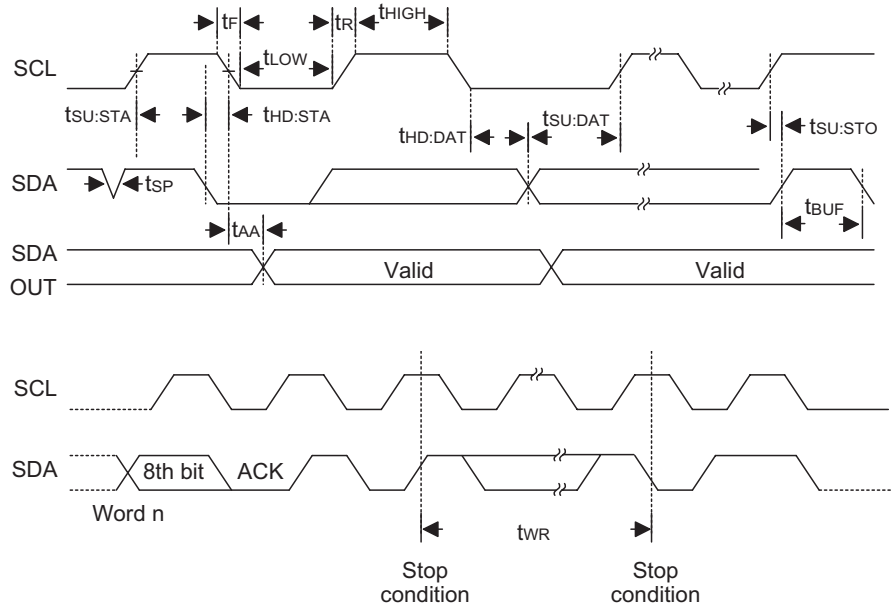 tF tR tHIGH
SCL tLOW
tSU:STA tHD:STA tHD:DAT tSU:DAT tSU:STO
SDA tSP tBUF
tAA
SDA
OUT Valid Valid
SCL
SDA 8th bit ACK
Word n
tWR
Stop condition Stop condition